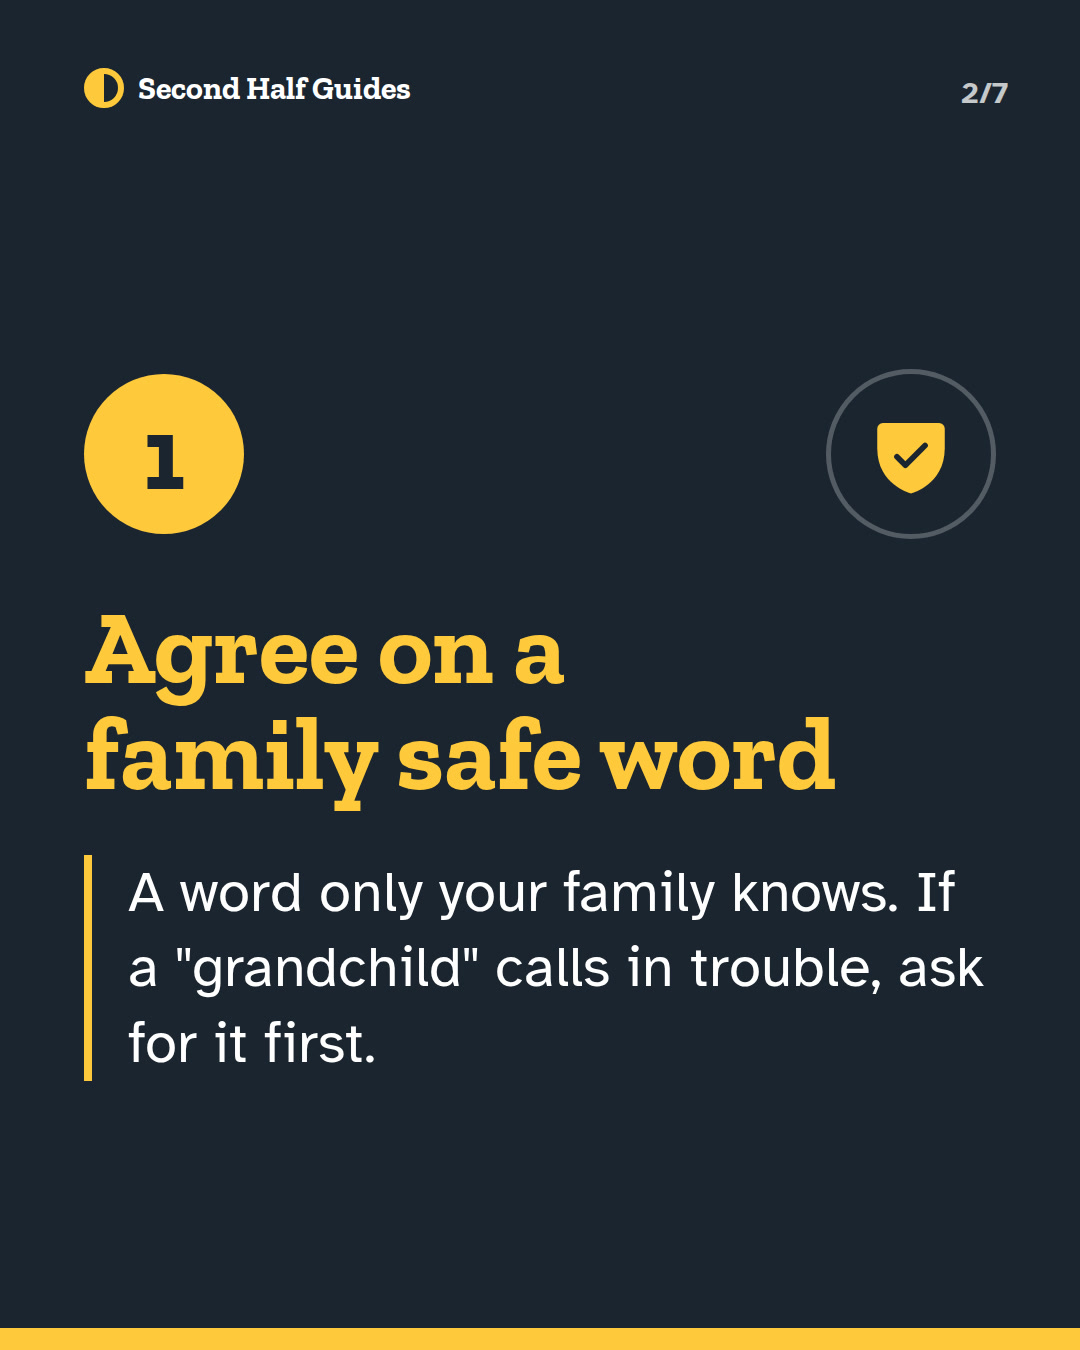 Second Half Guides
2/7
1
Agree on a
family safe word
A word only your family knows. If
a "grandchild" calls in trouble, ask
for it first.